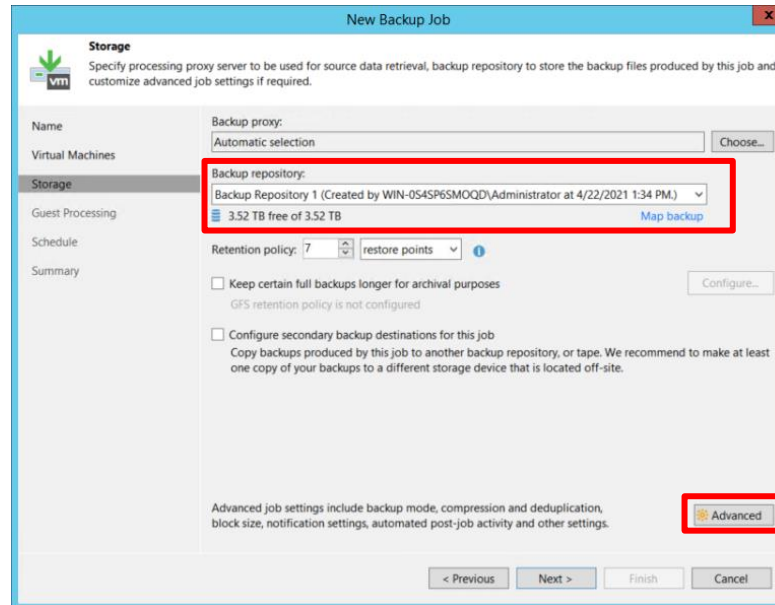 New Backup Job
x
Storage
Specify processing proxy server to be used for source data retrieval, backup repository to store the backup files produced by this job and
customize advanced job settings if required.
vm
Name
Virtual Machines
Storage
Guest Processing
Schedule
Summary
Backup proxy:
Automatic selection
Choose...
Backup repository:
Backup Repository 1 (Created by WIN-0S4SP6SMOQD\Administrator at 4/22/2021 1:34 PM.)
3.52 TB free of 3.52 TB
Map backup
Retention policy: 7 restore points
Keep certain full backups longer for archival purposes
Configure...
GFS retention policy is not configured
Configure secondary backup destinations for this job
Copy backups produced by this job to another backup repository, or tape. We recommend to make at least
one copy of your backups to a different storage device that is located off-site.
Advanced job settings include backup mode, compression and deduplication,
block size, notification settings, automated post-job activity and other settings.
Advanced
< Previous
Next >
Finish
Cancel